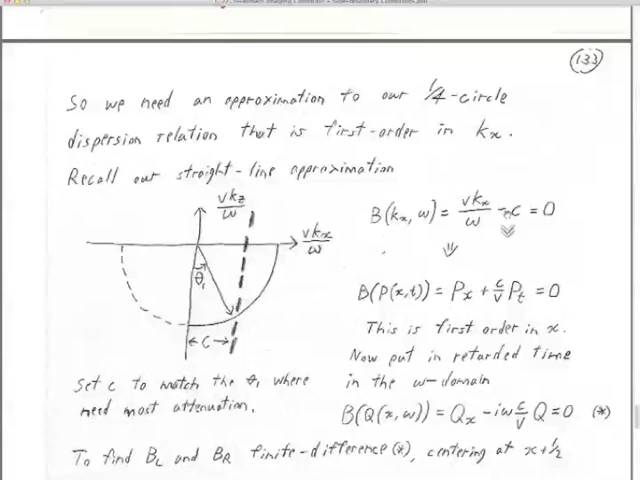 (133)
So we need an approximation to our 1/4-circle
dispersion relation that is first-order in kx.
Recall our straight-line approximation
vkz/ω
vkx/ω
θ1
←C→
B(kx, ω) = vkx/ω - c = 0
⇓
B(P(x,t)) = Px + c/v Pt = 0
This is first order in x.
Now put in retarded time
in the ω-domain
B(Q(x,ω)) = Qx - iω c/v Q = 0 (*)
Set c to match the θ1 where
need most attenuation.
To find BL and BR finite-difference (*), centering at x+1/2